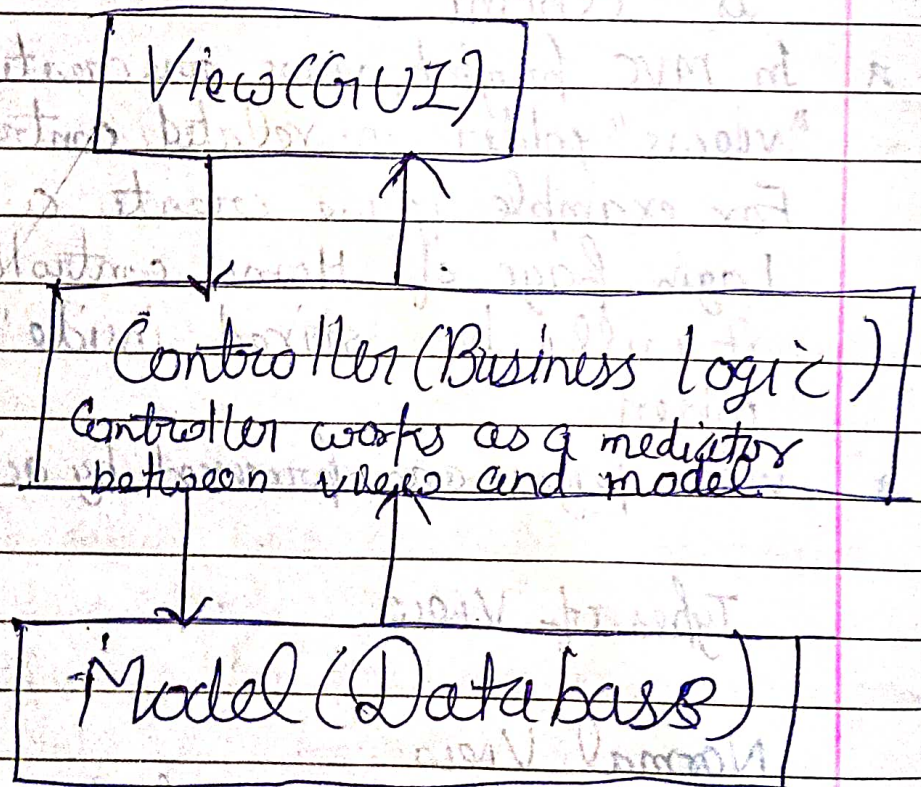 View(GUI)
Controller(Business logic)
Controller works as a mediator
between view and model.
Model(Database)